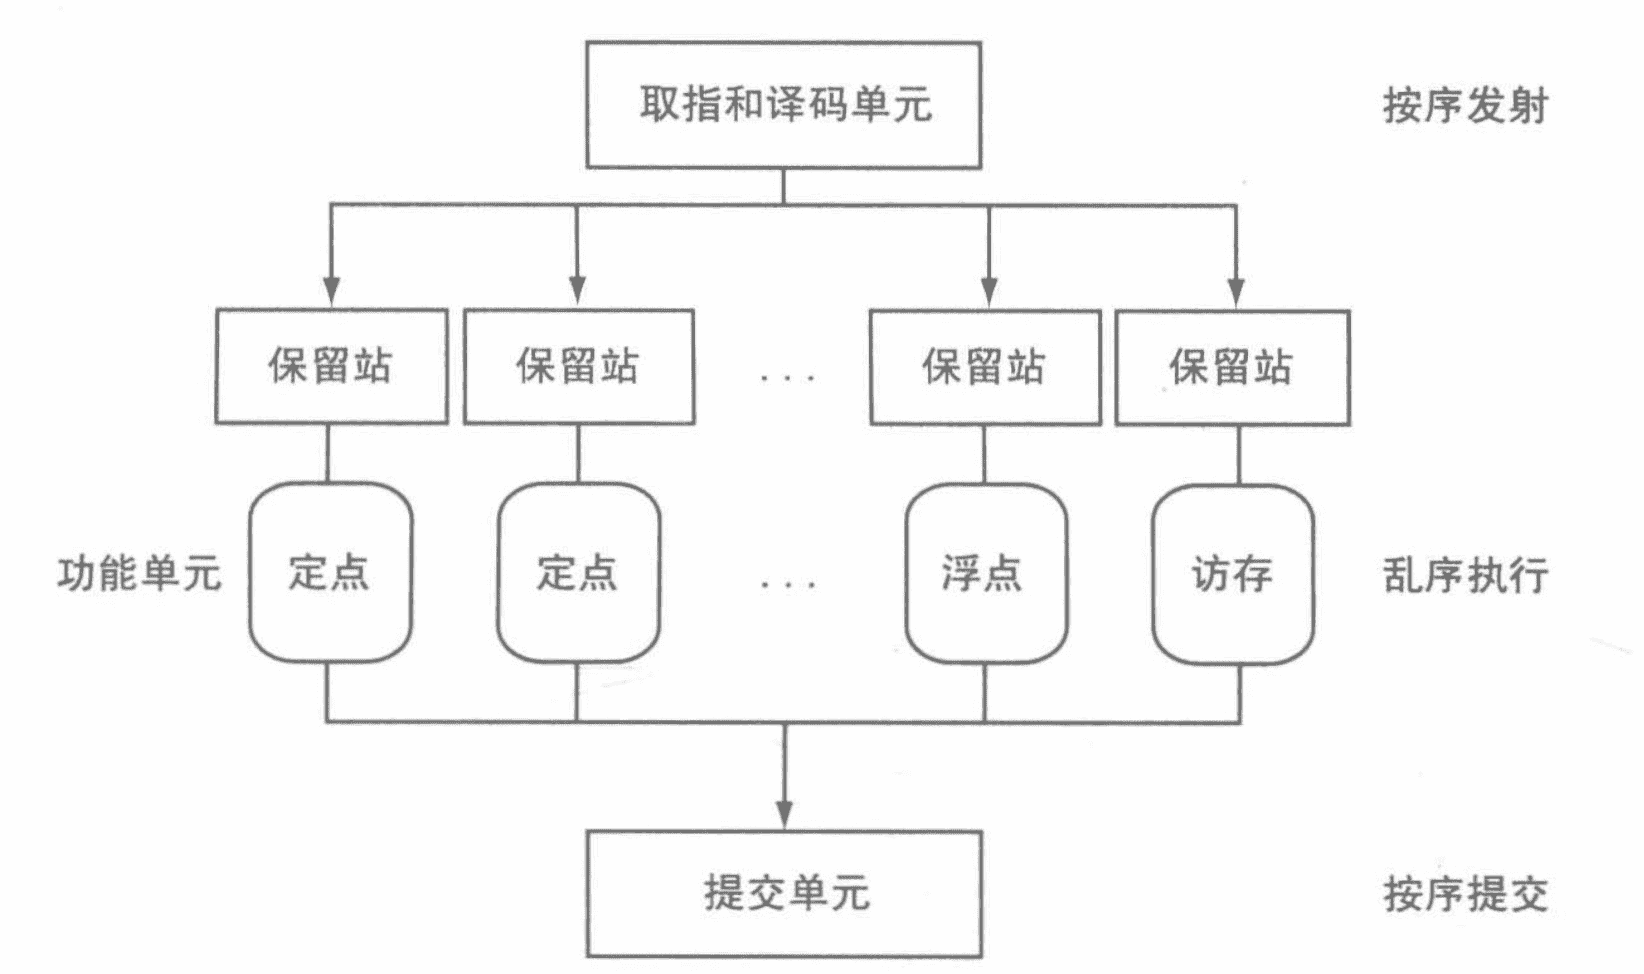 取指和译码单元 按序发射
保留站 保留站 ... 保留站 保留站
功能单元 定点 定点 ... 浮点 访存 乱序执行
提交单元 按序提交